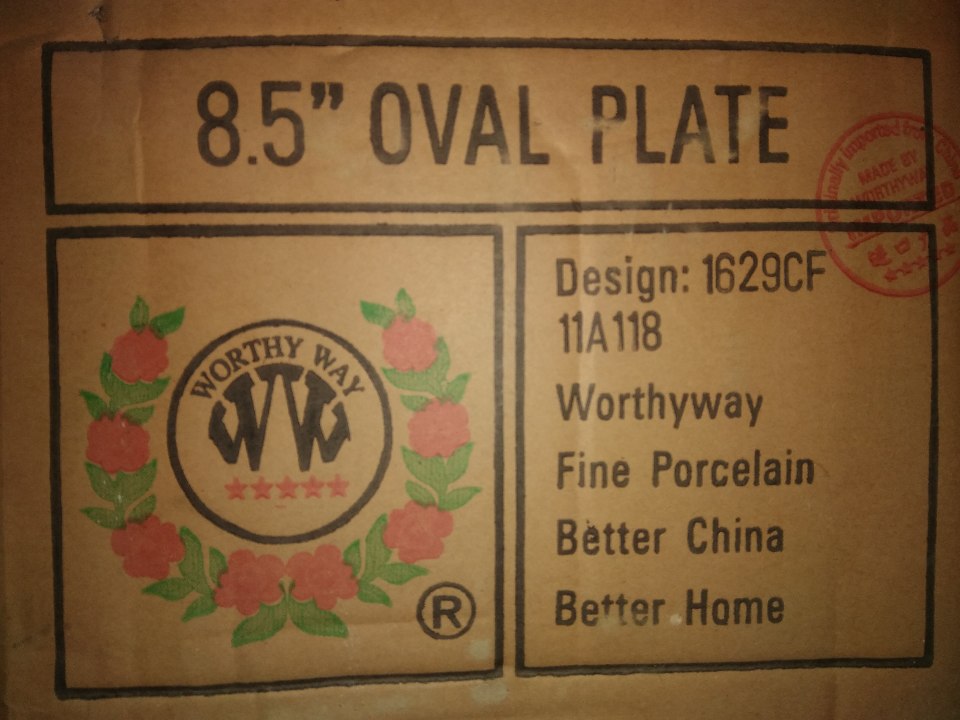 8.5” OVAL PLATE
MADE BY
WORTHY WAY
WW
®
Design: 1629CF
11A118
Worthyway
Fine Porcelain
Better China
Better Home